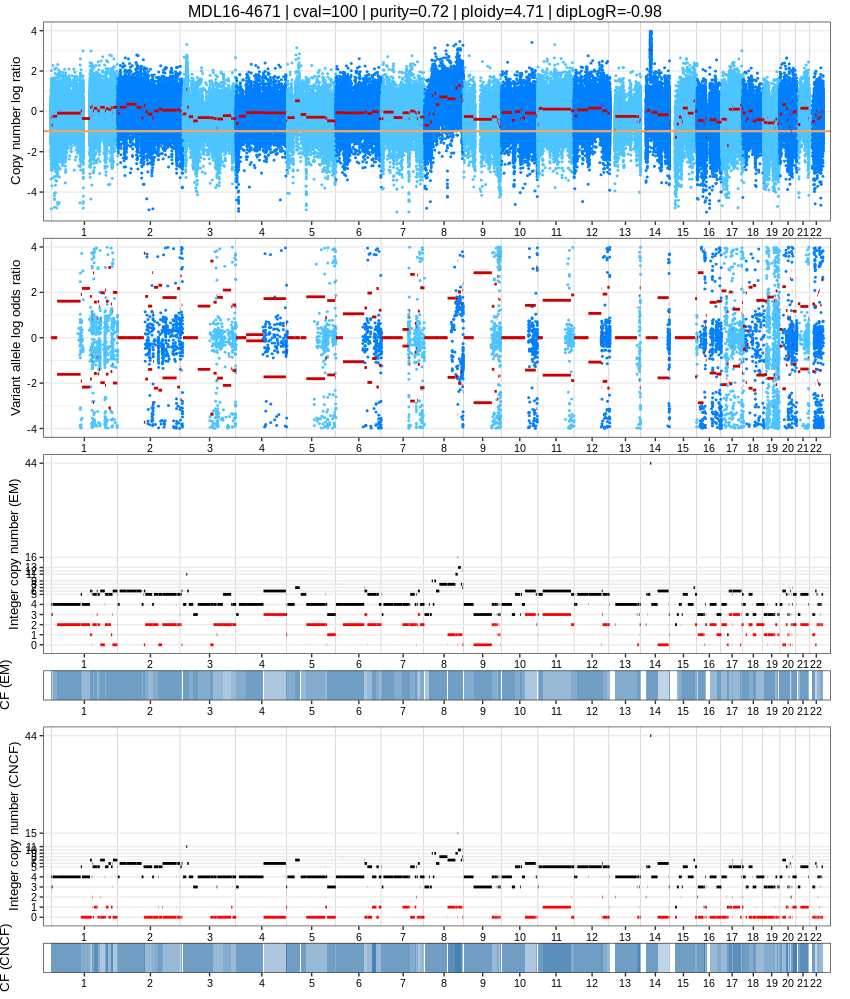 MDL16-4671 | cval=100 | purity=0.72 | ploidy=4.71 | dipLogR=-0.98
Copy number log ratio
4
2
0
-2
-4
1 2 3 4 5 6 7 8 9 10 11 12 13 14 15 16 17 18 19 20 21 22
Variant allele log odds ratio
4
2
0
-2
-4
1 2 3 4 5 6 7 8 9 10 11 12 13 14 15 16 17 18 19 20 21 22
Integer copy number (EM)
44
16
4
3
2
1
0
1 2 3 4 5 6 7 8 9 10 11 12 13 14 15 16 17 18 19 20 21 22
CF (EM)
1 2 3 4 5 6 7 8 9 10 11 12 13 14 15 16 17 18 19 20 21 22
Integer copy number (CNCF)
44
15
4
3
2
1
0
1 2 3 4 5 6 7 8 9 10 11 12 13 14 15 16 17 18 19 20 21 22
CF (CNCF)
1 2 3 4 5 6 7 8 9 10 11 12 13 14 15 16 17 18 19 20 21 22